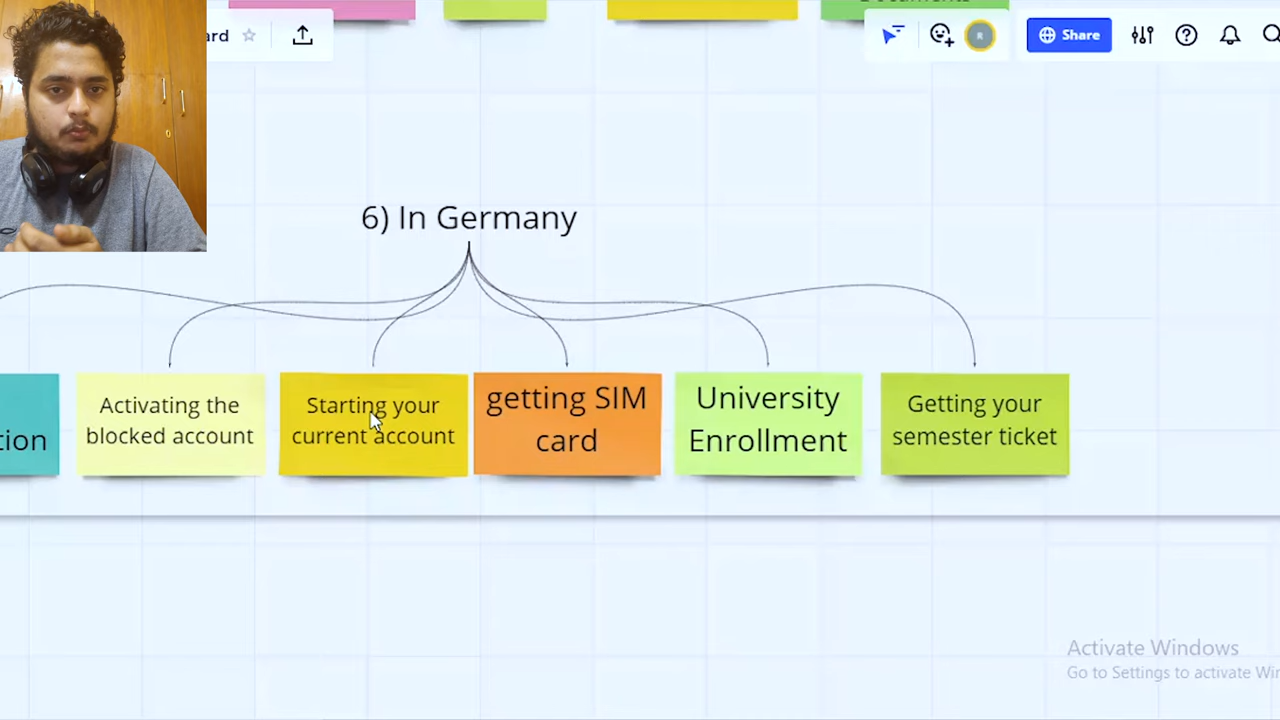 ard
Share
6) In Germany
tion
Activating the
blocked account
Starting your
current account
getting SIM
card
University
Enrollment
Getting your
semester ticket
Activate Windows
Go to Settings to activate Win